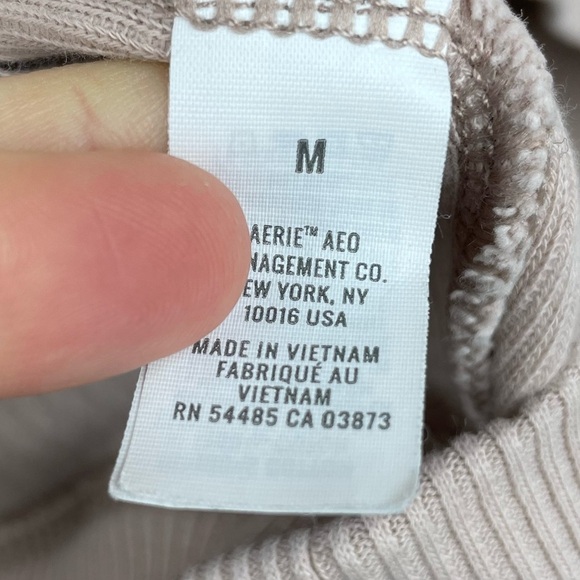 M
AERIE™ AEO
NAGEMENT CO.
EW YORK, NY
10016 USA
MADE IN VIETNAM
FABRIQUÉ AU
VIETNAM
RN 54485 CA 03873